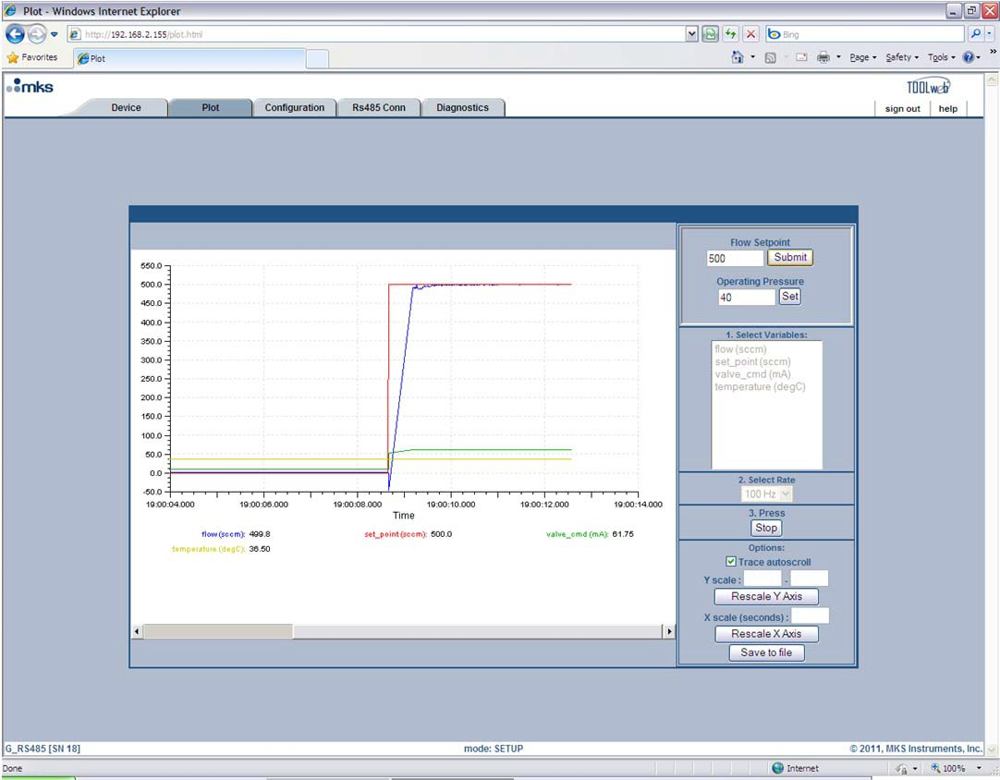 Plot - Windows Internet Explorer
http://192.168.2.155/plot.html
Bing
Favorites
Plot
Page
Safety
Tools
mks
TOOLweb
Device
Plot
Configuration
Rs485 Conn
Diagnostics
sign out
help
Flow Setpoint
500
Submit
Operating Pressure
40
Set
550.0
500.0
450.0
400.0
350.0
300.0
250.0
200.0
150.0
100.0
50.0
0.0
-50.0
19:00:04.000
19:00:06.000
19:00:08.000
19:00:10.000
19:00:12.000
19:00:14.000
Time
flow (sccm): 499.8
set_point (sccm): 500.0
valve_cmd (mA): 61.75
temperature (degC): 36.50
1. Select Variables:
flow (sccm)
set_point (sccm)
valve_cmd (mA)
temperature (degC)
2. Select Rate
100 Hz
3. Press
Stop
Options:
Trace autoscroll
Y scale : -
Rescale Y Axis
X scale (seconds) :
Rescale X Axis
Save to file
G_RS485 [SN 18]
mode: SETUP
© 2011, MKS Instruments, Inc.
Done
Internet
100%